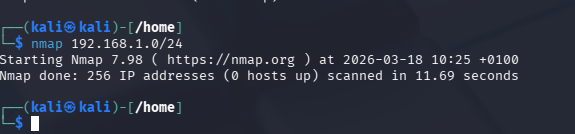 ┌──(kali㉿kali)-[/home]
└─$ nmap 192.168.1.0/24
Starting Nmap 7.98 ( https://nmap.org ) at 2026-03-18 10:25 +0100
Nmap done: 256 IP addresses (0 hosts up) scanned in 11.69 seconds
┌──(kali㉿kali)-[/home]
└─$